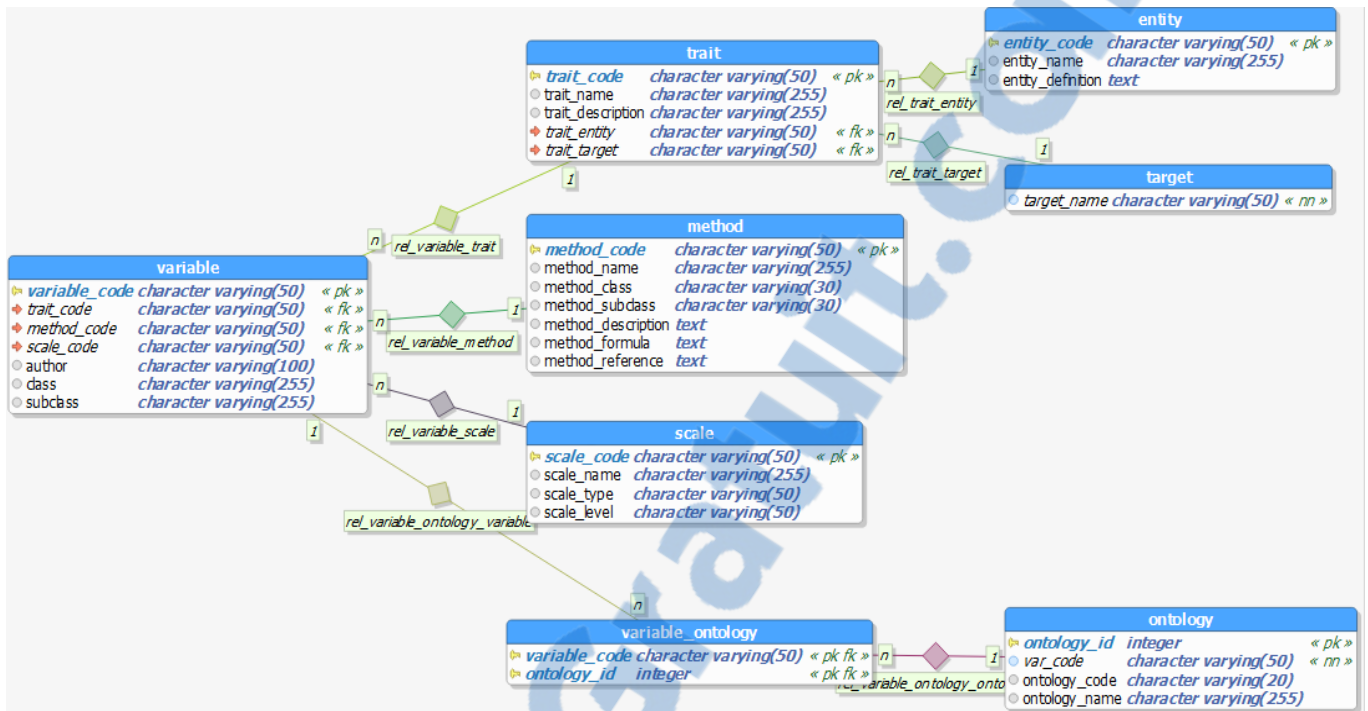 entity
entity_code character varying(50) « pk »
entity_name character varying(255)
entity_definition text
trait
trait_code character varying(50) « pk »
trait_name character varying(255)
trait_description character varying(255)
trait_entity character varying(50) « fk »
trait_target character varying(50) « fk »
n
1
rel_trait_entity
n
1
rel_trait_target
target
target_name character varying(50) « nn »
1
n
rel_variable_trait
method
method_code character varying(50) « pk »
method_name character varying(255)
method_class character varying(30)
method_subclass character varying(30)
method_description text
method_formula text
method_reference text
variable
variable_code character varying(50) « pk »
trait_code character varying(50) « fk »
method_code character varying(50) « fk »
scale_code character varying(50) « fk »
author character varying(100)
class character varying(255)
subclass character varying(255)
n
1
rel_variable_method
n
1
rel_variable_scale
scale
scale_code character varying(50) « pk »
scale_name character varying(255)
scale_type character varying(50)
scale_level character varying(50)
1
rel_variable_ontology_variable
n
variable_ontology
variable_code character varying(50) « pk fk »
ontology_id integer « pk fk »
n
1
rel_variable_ontology_onto
ontology
ontology_id integer « pk »
var_code character varying(50) « nn »
ontology_code character varying(20)
ontology_name character varying(255)
Gratuit.co